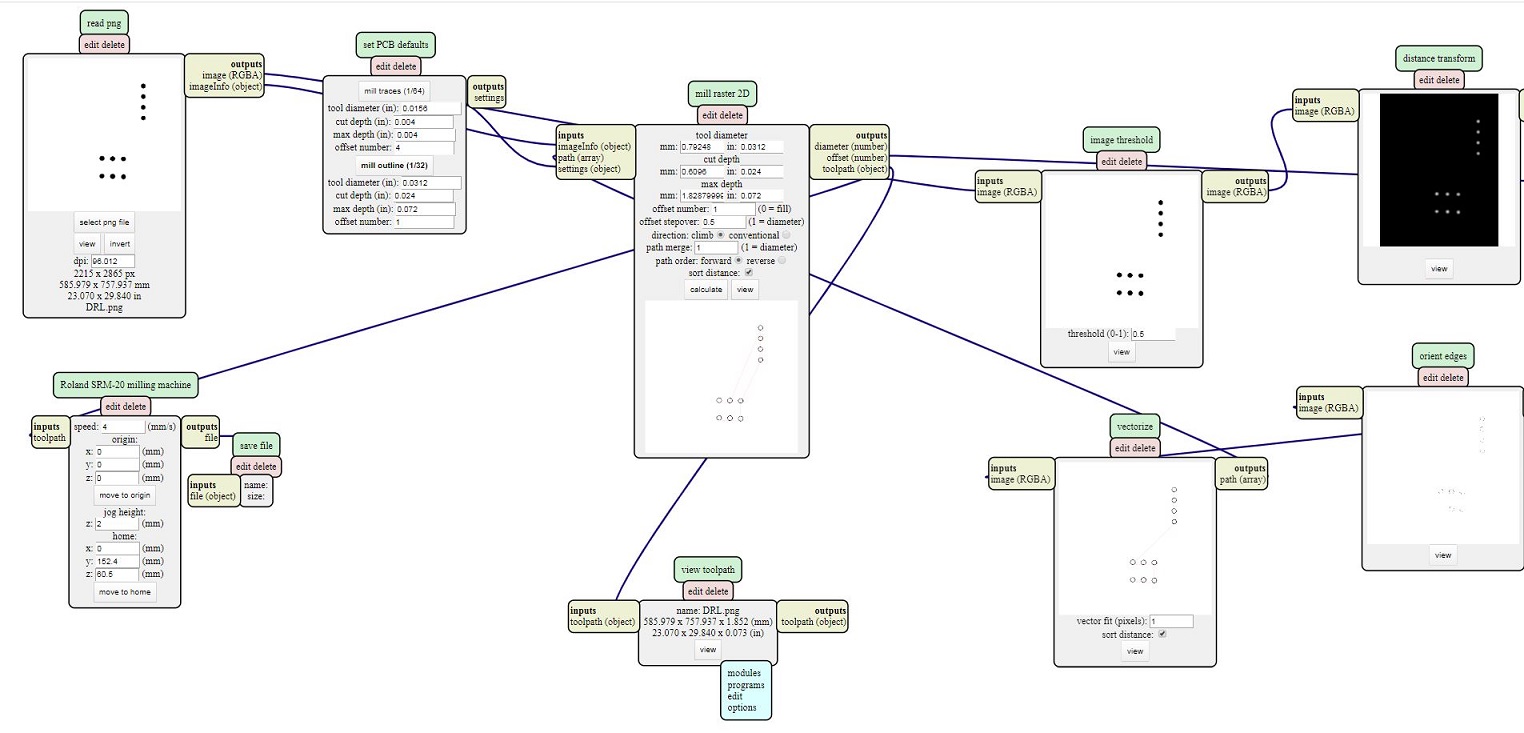 read png
edit delete
outputs
image (RGBA)
imageInfo (object)
select png file
view invert
dpi: 96.012
2215 x 2865 px
585.979 x 757.937 mm
23.070 x 29.840 in
DRL.png
set PCB defaults
edit delete
mill traces (1/64)
tool diameter (in): 0.0156
cut depth (in): 0.004
max depth (in): 0.004
offset number: 4
mill outline (1/32)
tool diameter (in): 0.0312
cut depth (in): 0.024
max depth (in): 0.072
offset number: 1
outputs
settings
mill raster 2D
edit delete
inputs
imageInfo (object)
path (array)
settings (object)
tool diameter
mm: 0.79248 in: 0.0312
cut depth
mm: 0.6096 in: 0.024
max depth
mm: 1.8287999 in: 0.072
offset number: 1 (0 = fill)
offset stepover: 0.5 (1 = diameter)
direction: climb conventional
path merge: 1 (1 = diameter)
path order: forward reverse
sort distance:
calculate view
outputs
diameter (number)
offset (number)
toolpath (object)
image threshold
edit delete
inputs
image (RGBA)
threshold (0-1): 0.5
view
outputs
image (RGBA)
distance transform
edit delete
inputs
image (RGBA)
view
orient edges
edit delete
inputs
image (RGBA)
view
vectorize
edit delete
inputs
image (RGBA)
vector fit (pixels): 1
sort distance:
view
outputs
path (array)
Roland SRM-20 milling machine
edit delete
inputs
toolpath
speed: 4 (mm/s)
origin:
x: 0 (mm)
y: 0 (mm)
z: 0 (mm)
move to origin
jog height:
z: 2 (mm)
home:
x: 0 (mm)
y: 152.4 (mm)
z: 60.5 (mm)
move to home
outputs
file
save file
edit delete
inputs
file (object)
name:
size:
view toolpath
edit delete
inputs
toolpath (object)
name: DRL.png
585.979 x 757.937 x 1.852 (mm)
23.070 x 29.840 x 0.073 (in)
view
outputs
toolpath (object)
modules
programs
edit
options